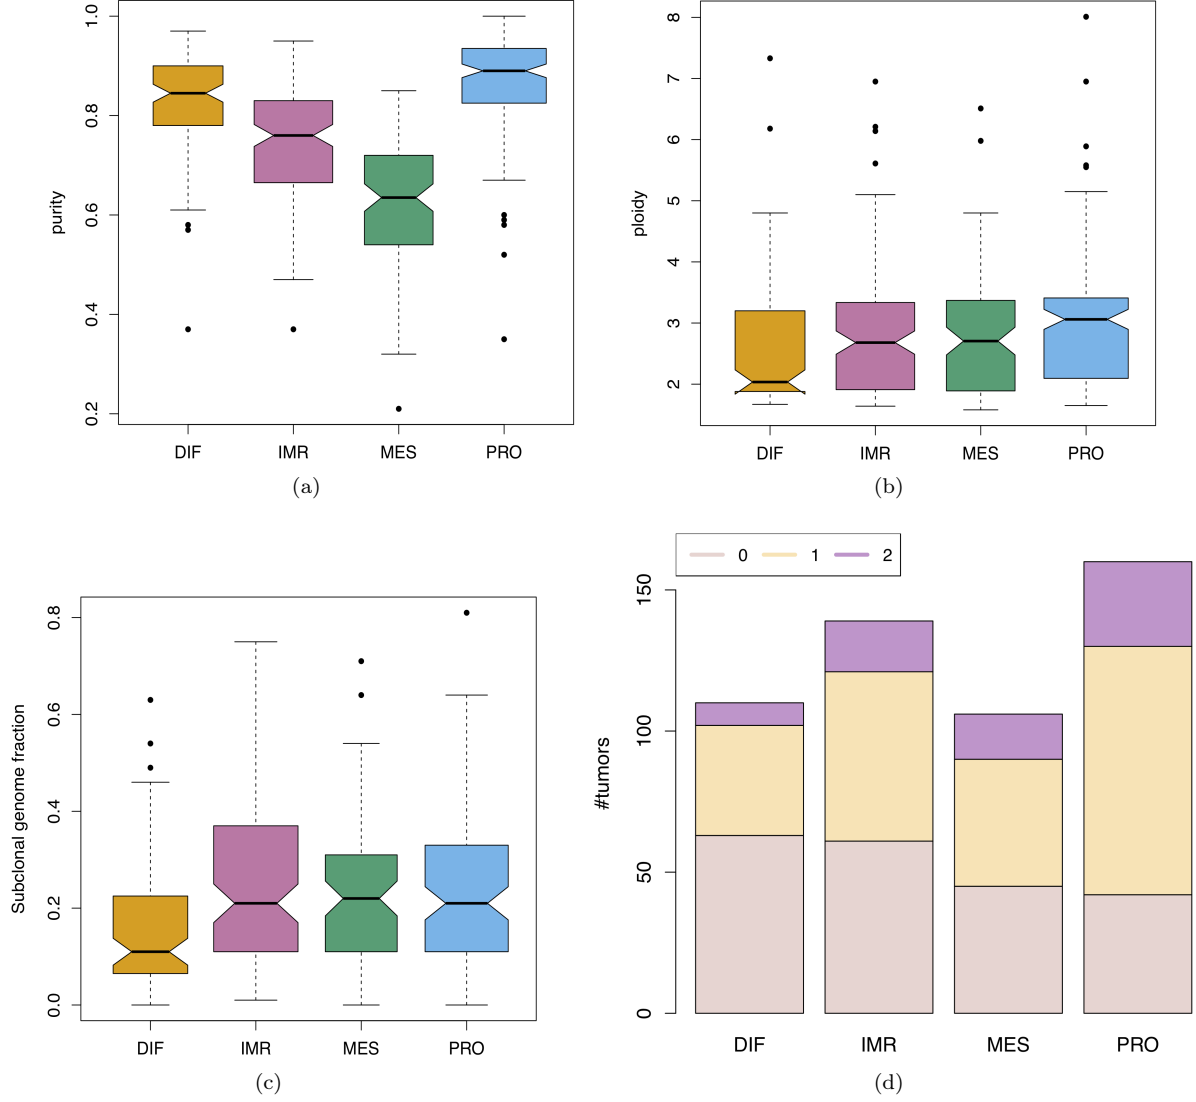 purity
0.2 0.4 0.6 0.8 1.0
DIF IMR MES PRO
(a)
ploidy
2 3 4 5 6 7 8
DIF IMR MES PRO
(b)
Subclonal genome fraction
0.0 0.2 0.4 0.6 0.8
DIF IMR MES PRO
(c)
0 1 2
#tumors
0 50 100 150
DIF IMR MES PRO
(d)